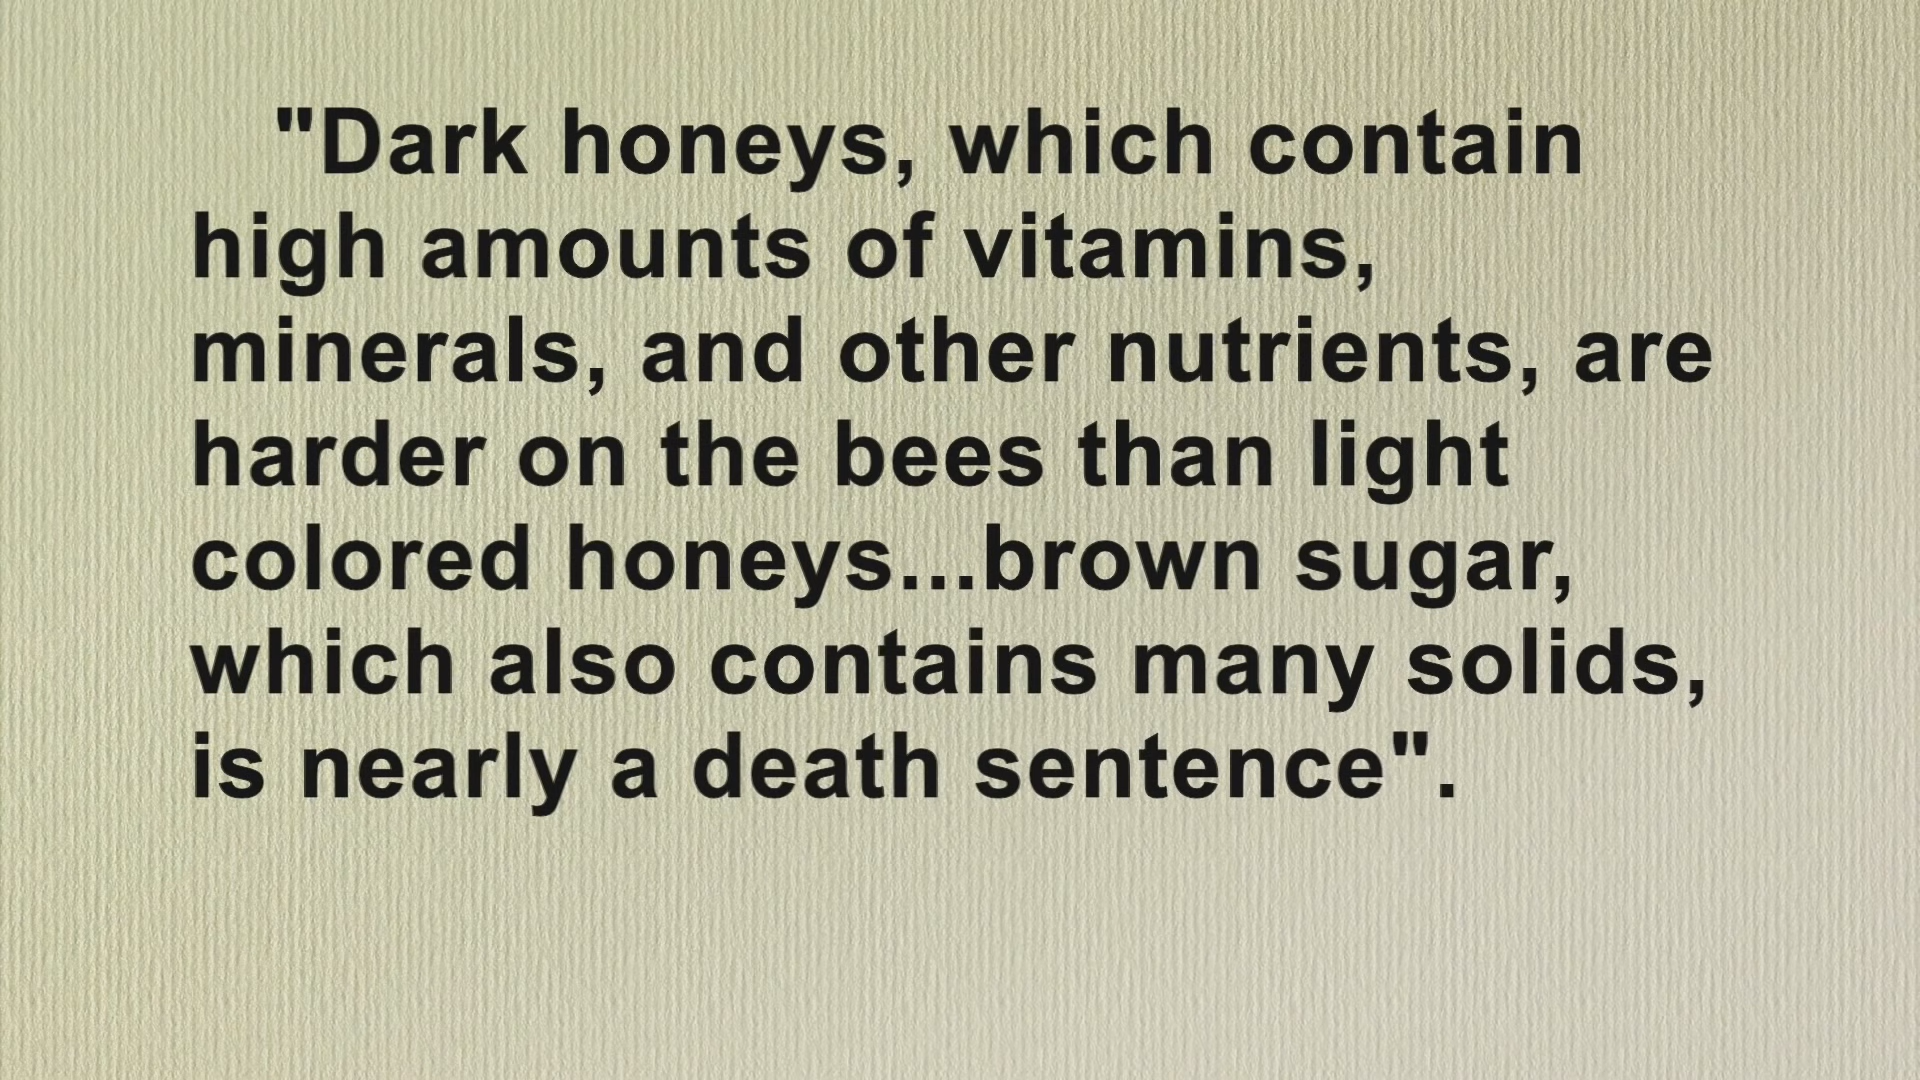 "Dark honeys, which contain
high amounts of vitamins,
minerals, and other nutrients, are
harder on the bees than light
colored honeys...brown sugar,
which also contains many solids,
is nearly a death sentence".